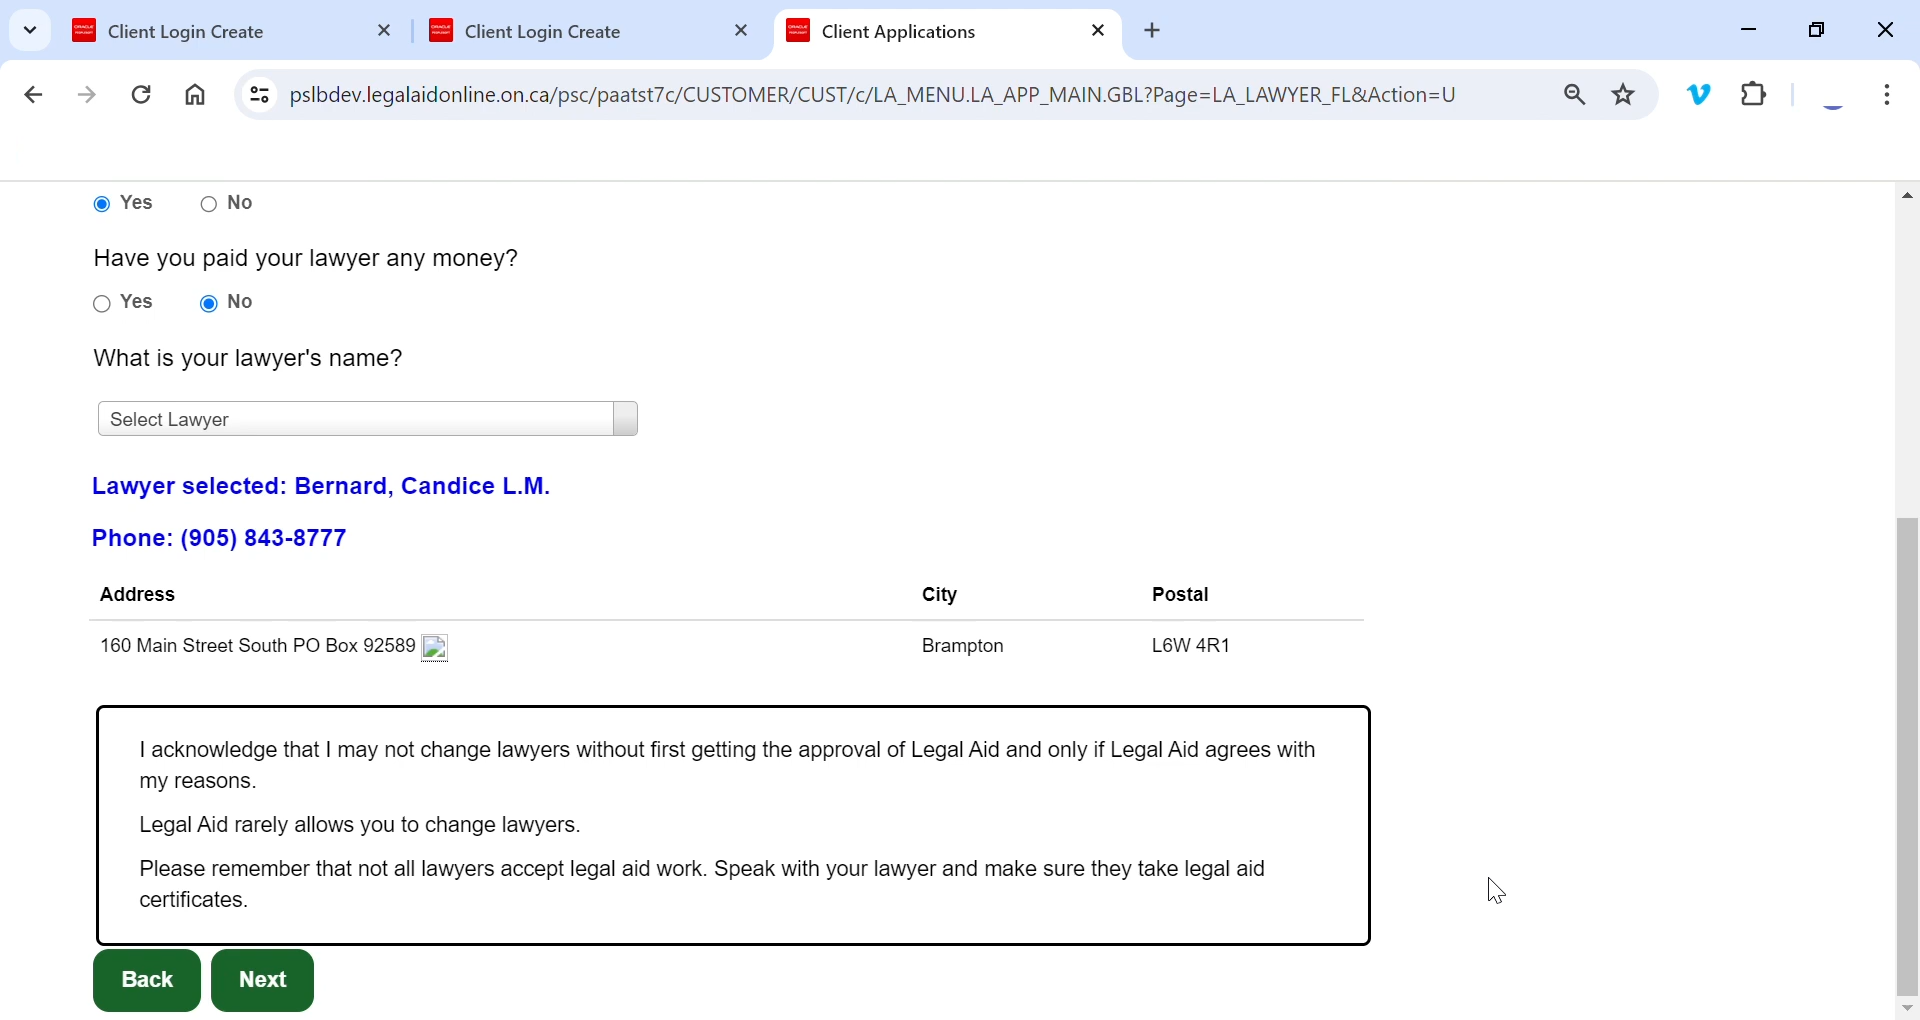 Client Login Create
Client Login Create
Client Applications
pslbdev.legalaidonline.on.ca/psc/paatst7c/CUSTOMER/CUST/c/LA_MENU.LA_APP_MAIN.GBL?Page=LA_LAWYER_FL&Action=U
Yes No
Have you paid your lawyer any money?
Yes No
What is your lawyer's name?
Select Lawyer
Lawyer selected: Bernard, Candice L.M.
Phone: (905) 843-8777
Address City Postal
160 Main Street South PO Box 92589 Brampton L6W 4R1
I acknowledge that I may not change lawyers without first getting the approval of Legal Aid and only if Legal Aid agrees with
my reasons.
Legal Aid rarely allows you to change lawyers.
Please remember that not all lawyers accept legal aid work. Speak with your lawyer and make sure they take legal aid
certificates.
Back Next